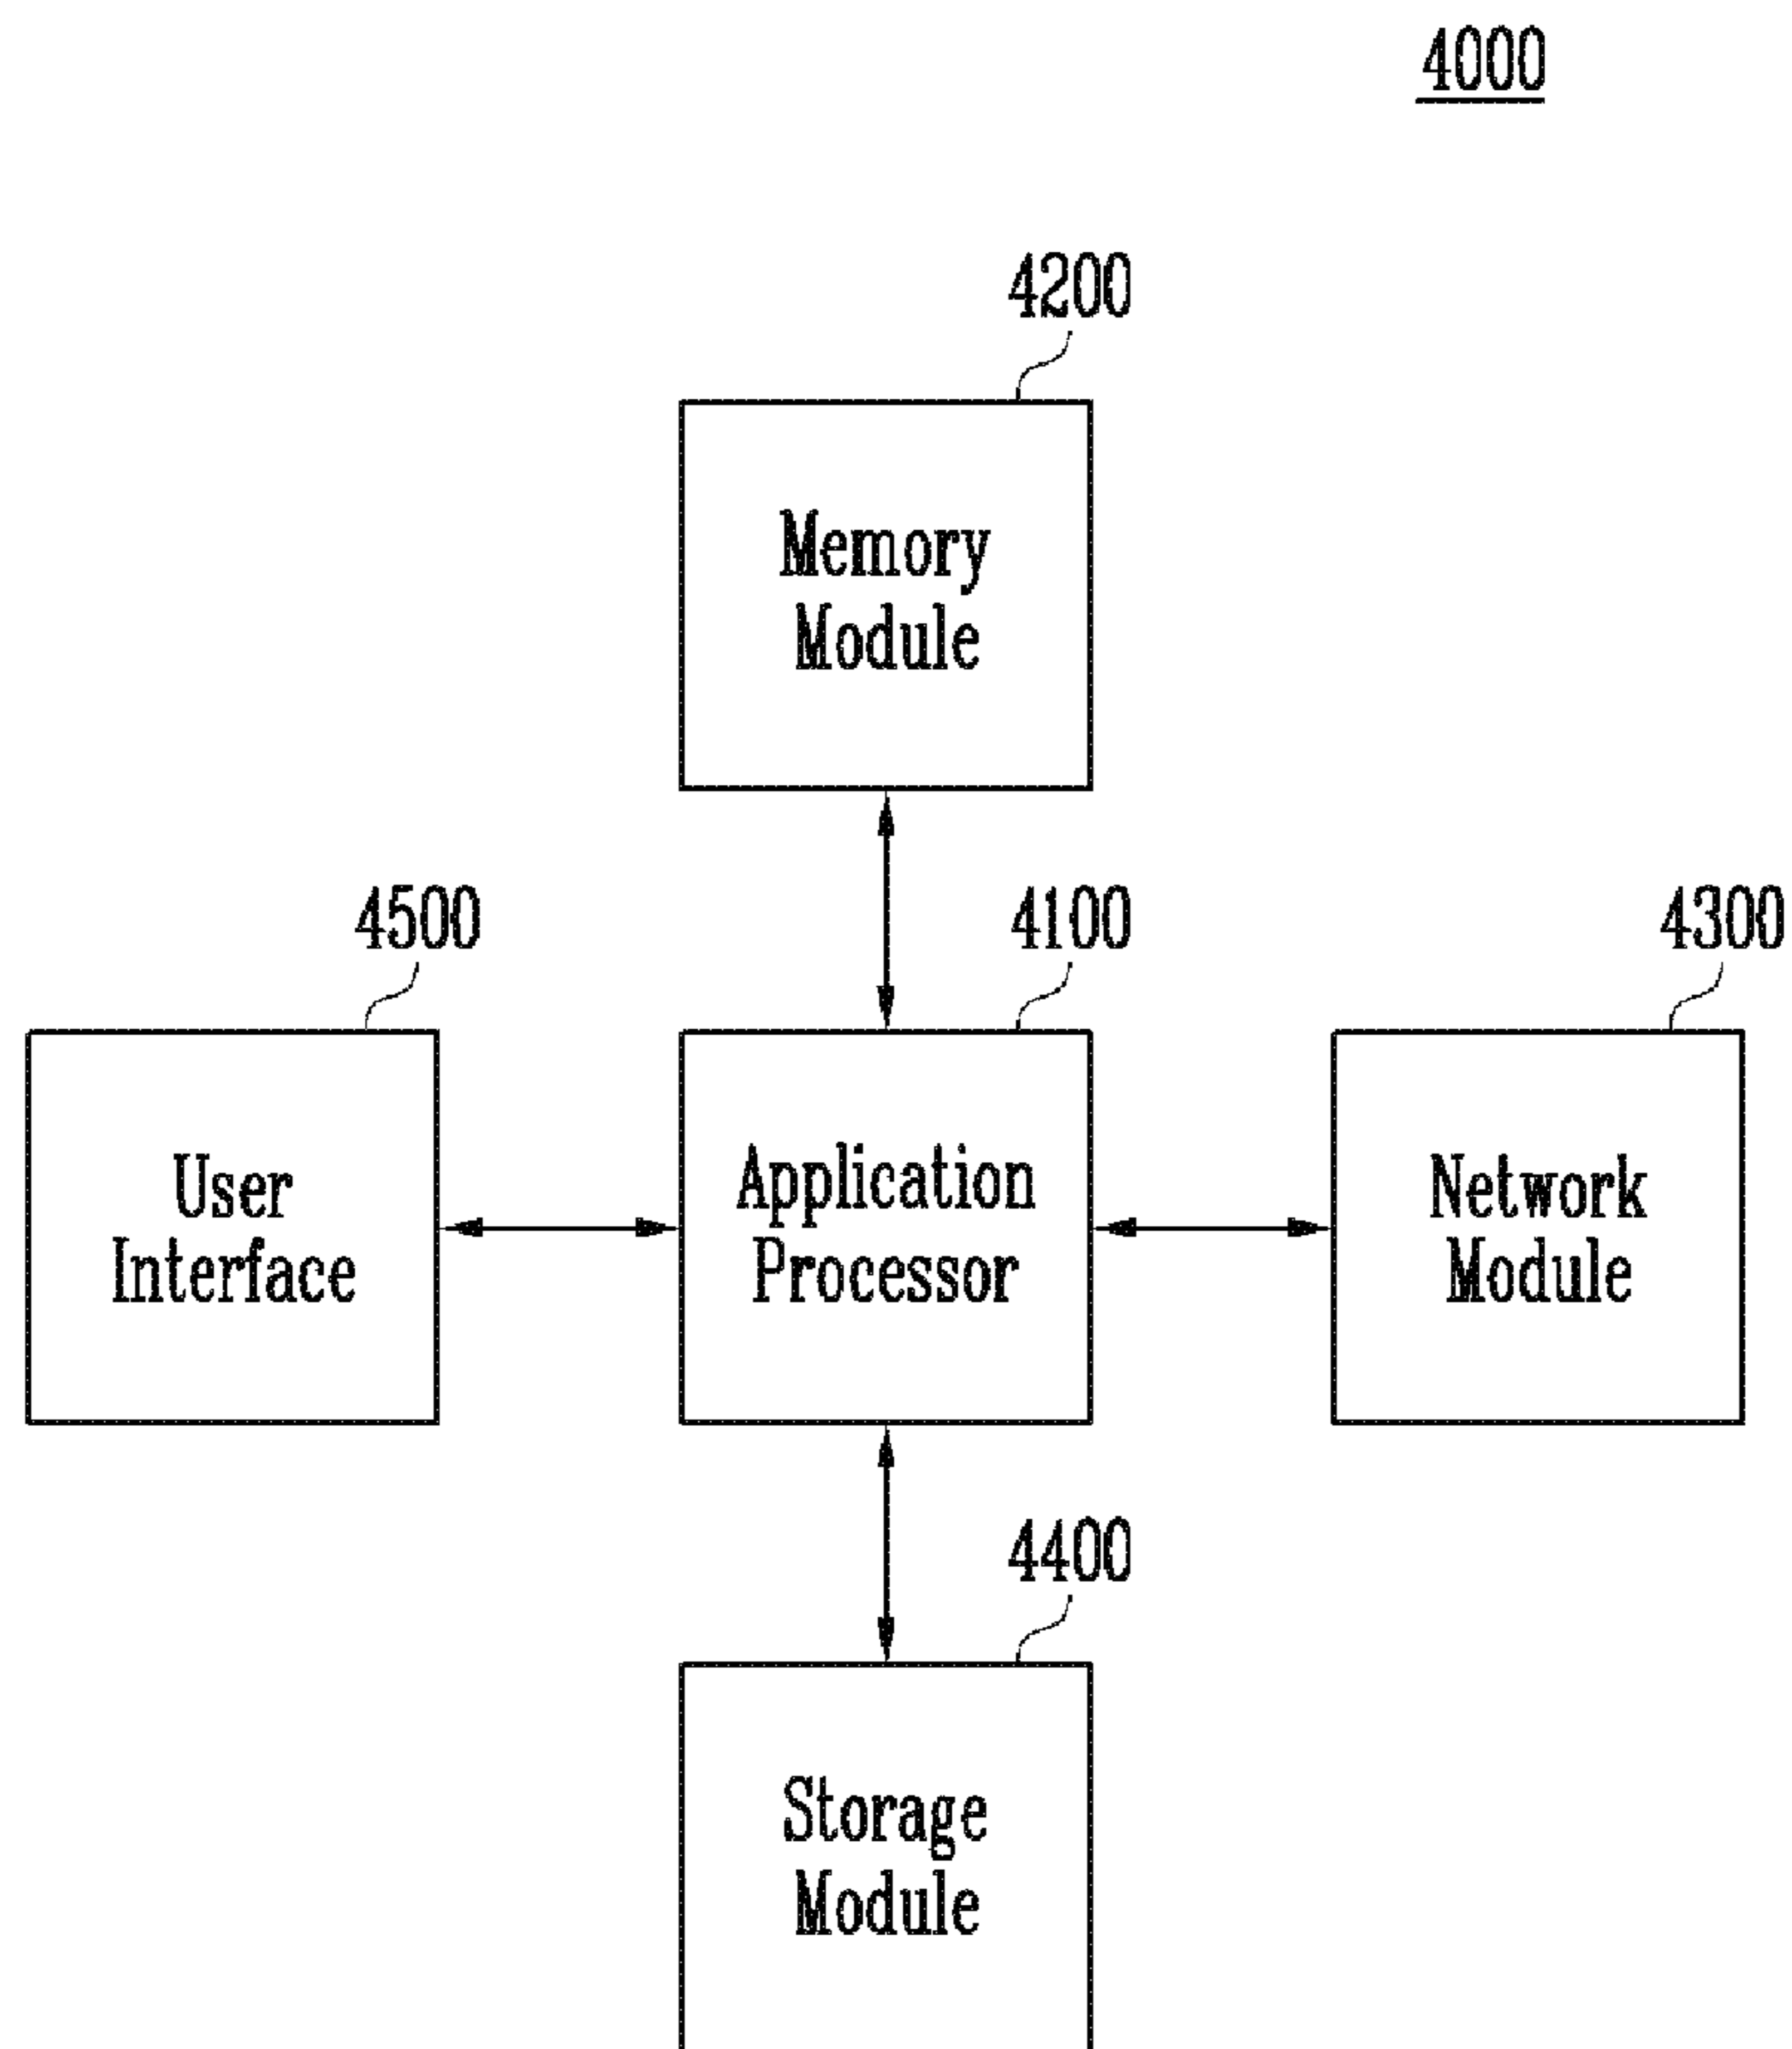 4000
4200
Memory
Module
4500
4100
4300
User
Interface
Application
Processor
Network
Module
4400
Storage
Module